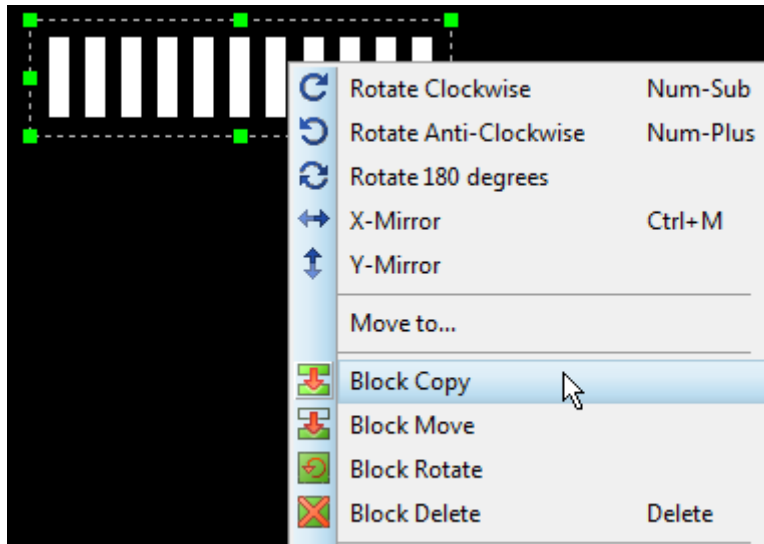 Rotate Clockwise Num-Sub
Rotate Anti-Clockwise Num-Plus
Rotate 180 degrees
X-Mirror Ctrl+M
Y-Mirror
Move to...
Block Copy
Block Move
Block Rotate
Block Delete Delete